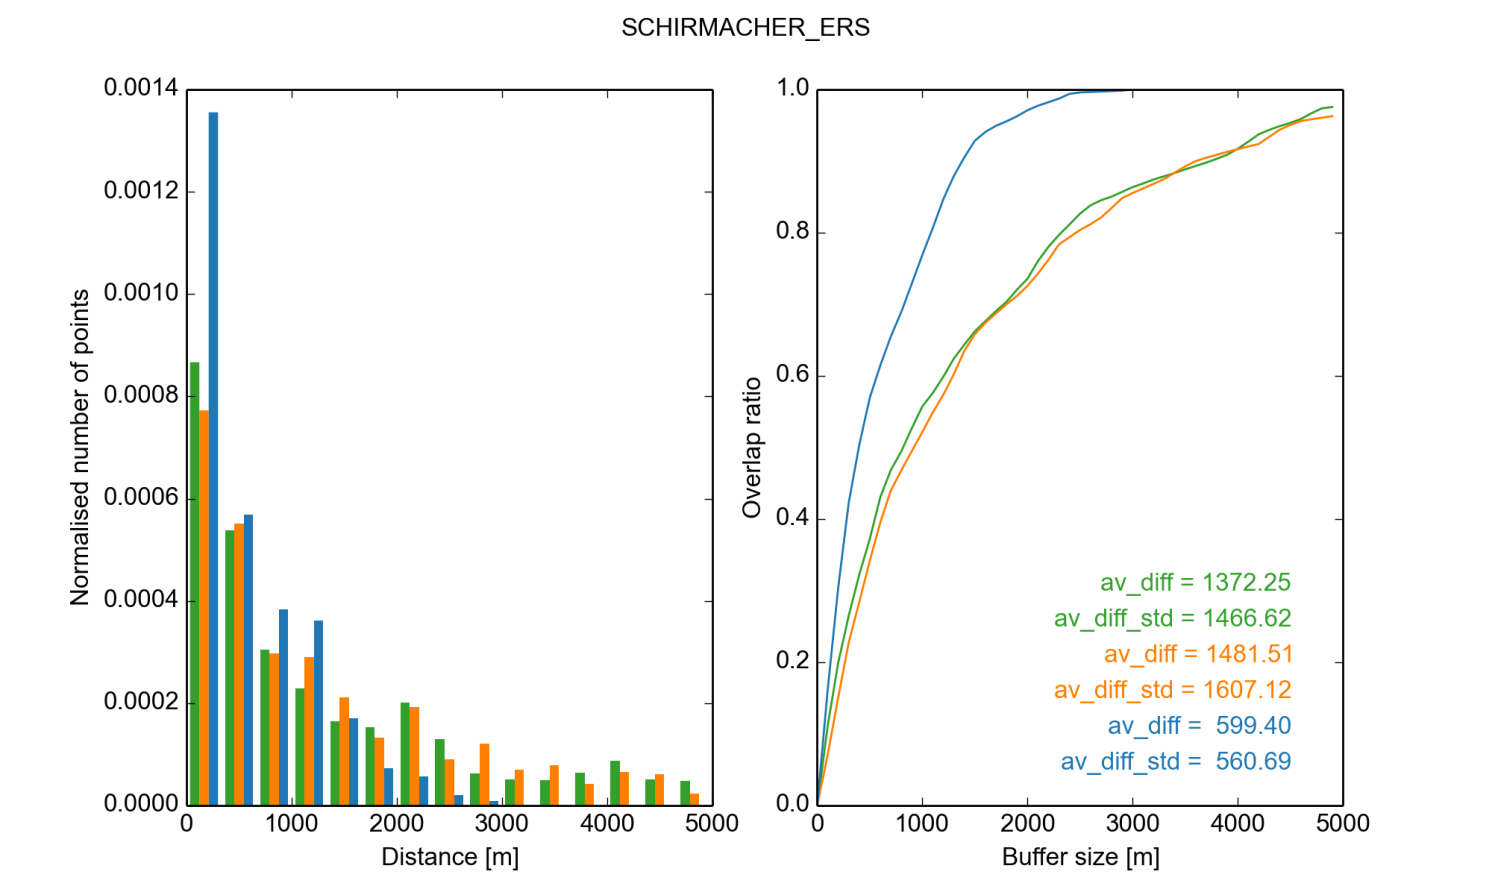 SCHIRMACHER_ERS
0.0014
0.0012
0.0010
0.0008
0.0006
0.0004
0.0002
0.0000
Normalised number of points
0 1000 2000 3000 4000 5000
Distance [m]
1.0
0.8
0.6
0.4
0.2
0.0
Overlap ratio
av_diff = 1372.25
av_diff_std = 1466.62
av_diff = 1481.51
av_diff_std = 1607.12
av_diff = 599.40
av_diff_std = 560.69
0 1000 2000 3000 4000 5000
Buffer size [m]